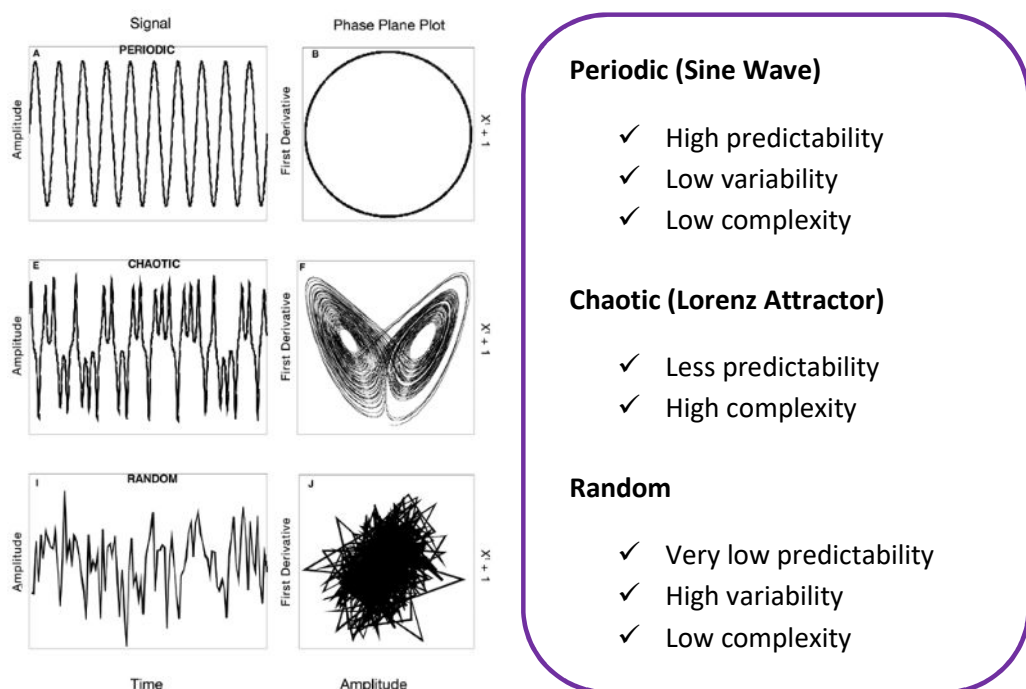 Signal
Phase Plane Plot
A
PERIODIC
Amplitude
B
First Derivative
X' + 1
E
CHAOTIC
Amplitude
F
First Derivative
X' + 1
I
RANDOM
Amplitude
J
First Derivative
X' + 1
Time
Amplitude
Periodic (Sine Wave)
✓ High predictability
✓ Low variability
✓ Low complexity
Chaotic (Lorenz Attractor)
✓ Less predictability
✓ High complexity
Random
✓ Very low predictability
✓ High variability
✓ Low complexity